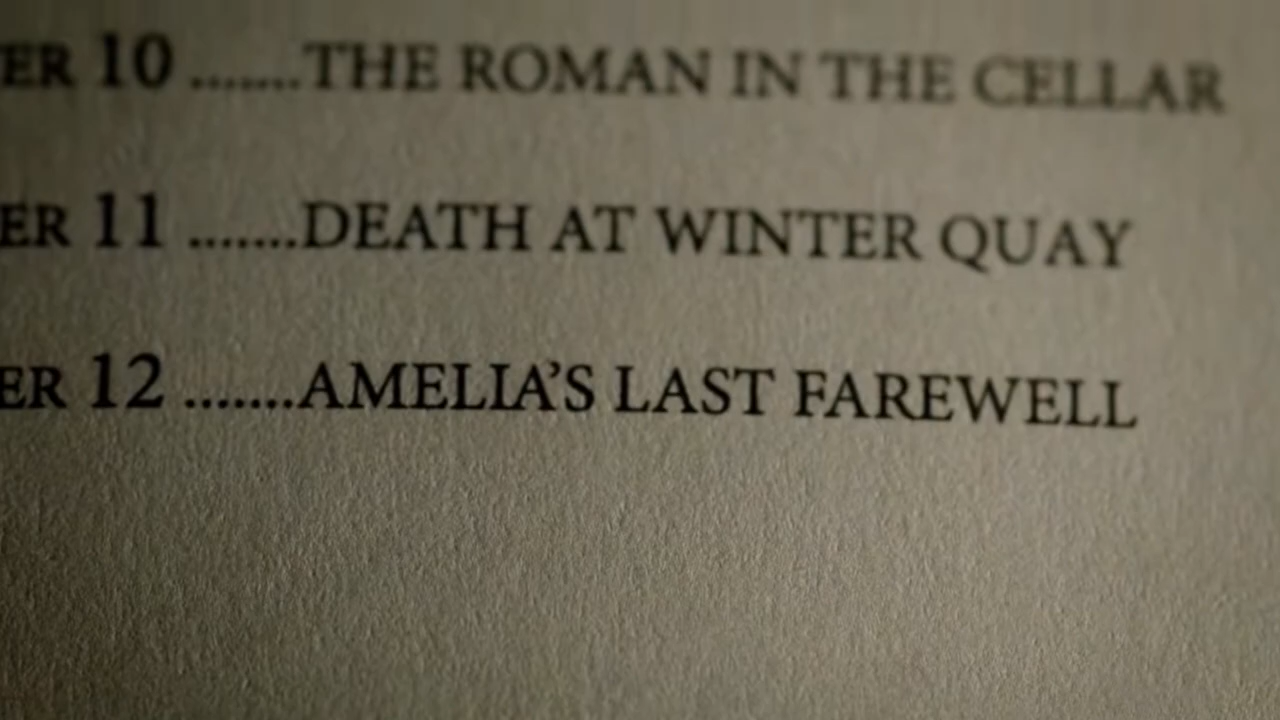 ER 10 .......THE ROMAN IN THE CELLAR
ER 11 .......DEATH AT WINTER QUAY
ER 12 .......AMELIA'S LAST FAREWELL